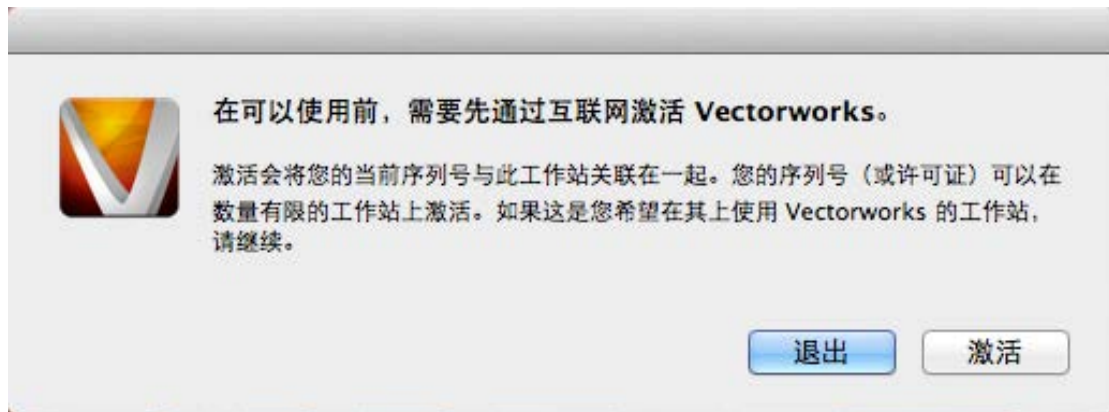 在可以使用前，需要先通过互联网激活 Vectorworks。
激活会将您的当前序列号与此工作站关联在一起。您的序列号（或许可证）可以在
数量有限的工作站上激活。如果这是您希望在其上使用 Vectorworks 的工作站，
请继续。
退出
激活